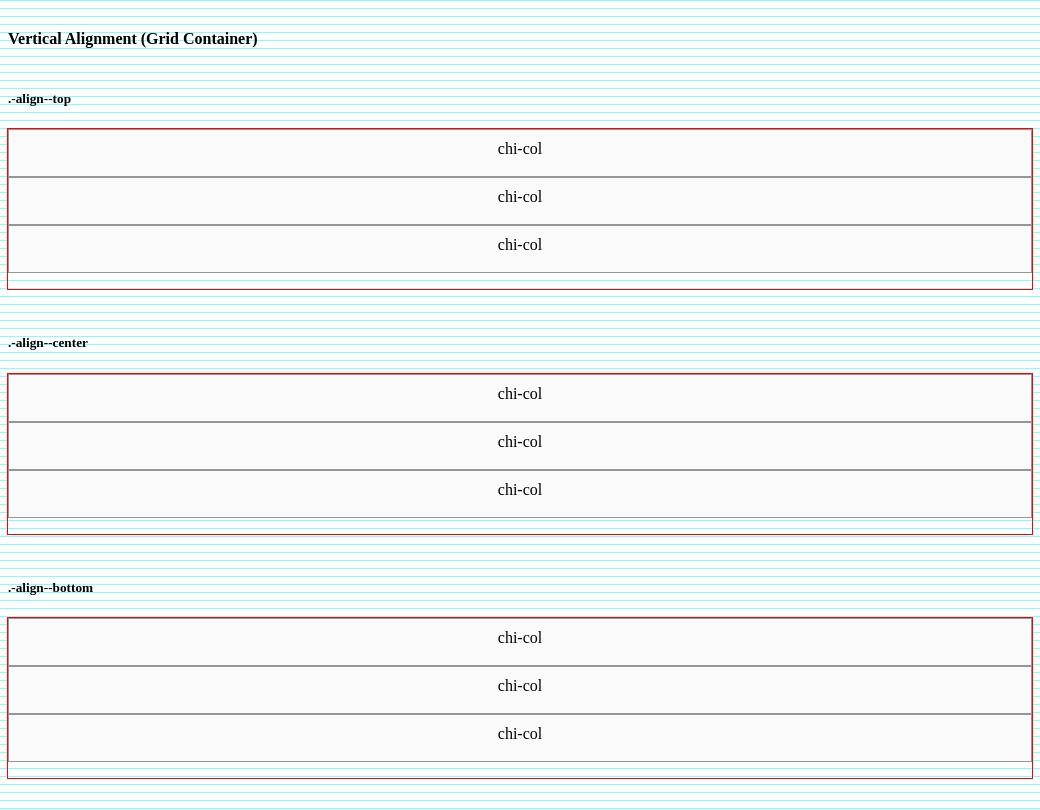 Vertical Alignment (Grid Container)
.-align--top
chi-col
chi-col
chi-col
.-align--center
chi-col
chi-col
chi-col
.-align--bottom
chi-col
chi-col
chi-col